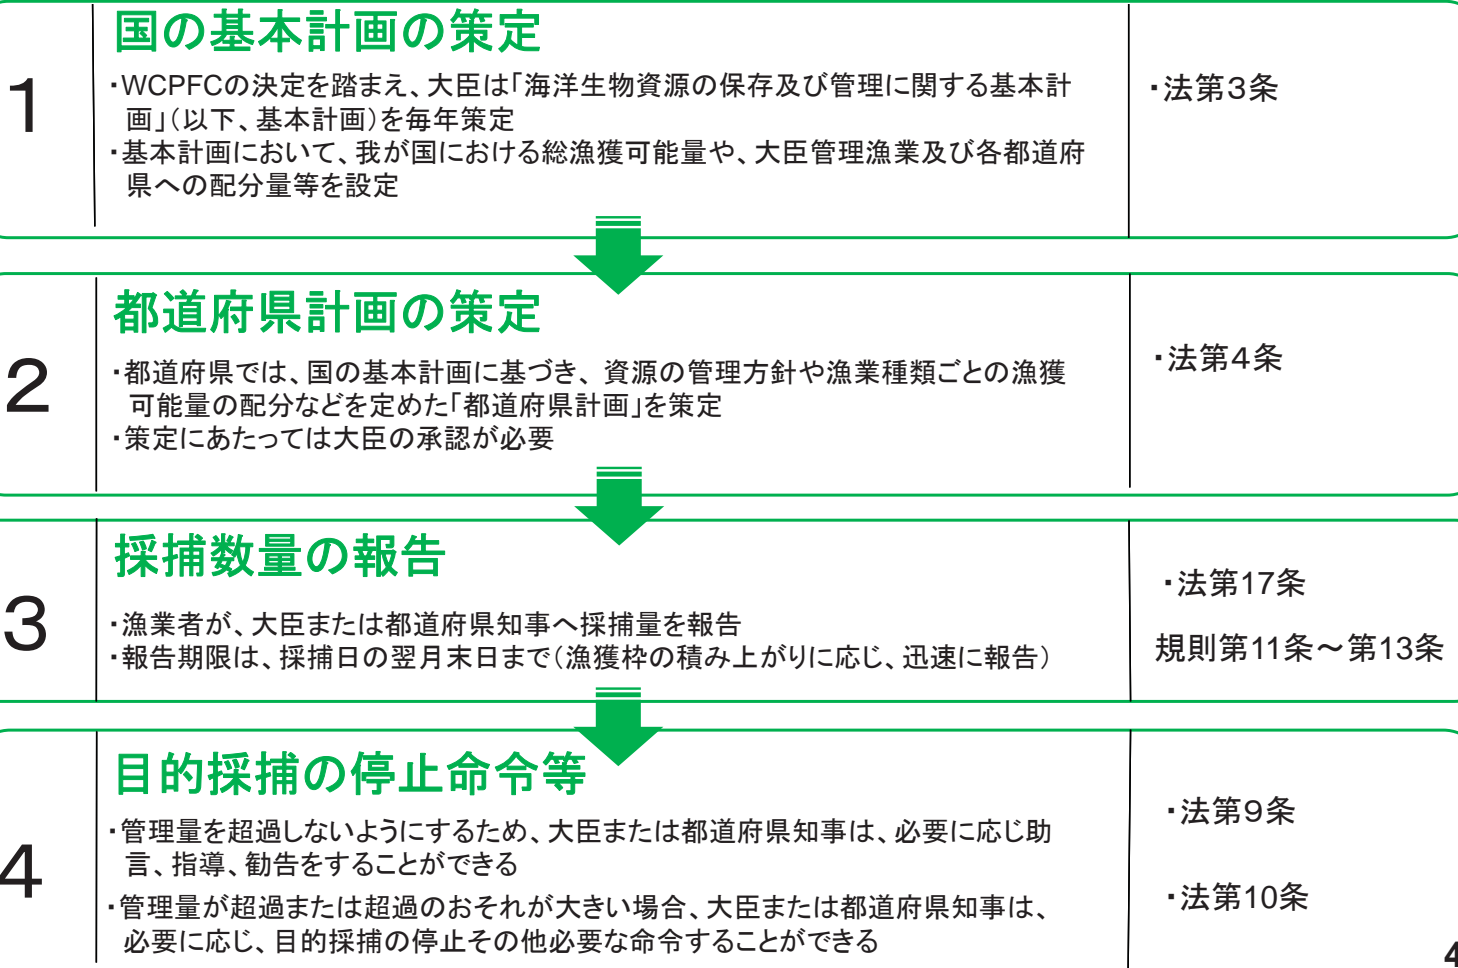 1
国の基本計画の策定
・WCPFCの決定を踏まえ、大臣は「海洋生物資源の保存及び管理に関する基本計
画」（以下、基本計画）を毎年策定
・基本計画において、我が国における総漁獲可能量や、大臣管理漁業及び各都道府
県への配分量等を設定
・法第3条
2
都道府県計画の策定
・都道府県では、国の基本計画に基づき、資源の管理方針や漁業種類ごとの漁獲
可能量の配分などを定めた「都道府県計画」を策定
・策定にあたっては大臣の承認が必要
・法第4条
3
採捕数量の報告
・漁業者が、大臣または都道府県知事へ採捕量を報告
・報告期限は、採捕日の翌月末日まで（漁獲枠の積み上がりに応じ、迅速に報告）
・法第17条
規則第11条～第13条
4
目的採捕の停止命令等
・管理量を超過しないようにするため、大臣または都道府県知事は、必要に応じ助
言、指導、勧告をすることができる
・管理量が超過または超過のおそれが大きい場合、大臣または都道府県知事は、
必要に応じ、目的採捕の停止その他必要な命令することができる
・法第9条
・法第10条
4